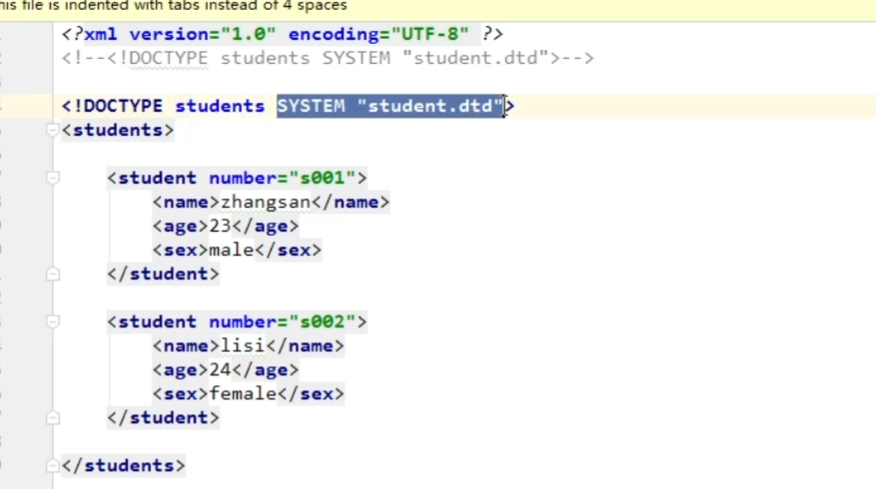 his file is indented with tabs instead of 4 spaces
<?xml version="1.0" encoding="UTF-8" ?>
<!--<!DOCTYPE students SYSTEM "student.dtd">-->
<!DOCTYPE students SYSTEM "student.dtd">
<students>
<student number="s001">
<name>zhangsan</name>
<age>23</age>
<sex>male</sex>
</student>
<student number="s002">
<name>lisi</name>
<age>24</age>
<sex>female</sex>
</student>
</students>